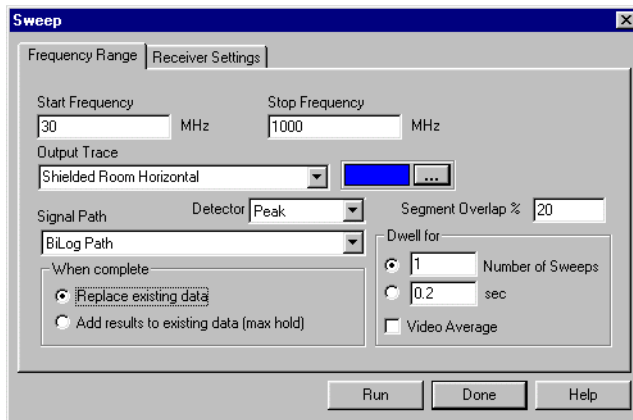 Sweep
Frequency Range Receiver Settings
Start Frequency Stop Frequency
30 MHz 1000 MHz
Output Trace
Shielded Room Horizontal ...
Signal Path Detector Peak Segment Overlap % 20
BiLog Path
Dwell for
When complete
1 Number of Sweeps
Replace existing data
0.2 sec
Add results to existing data (max hold)
Video Average
Run Done Help